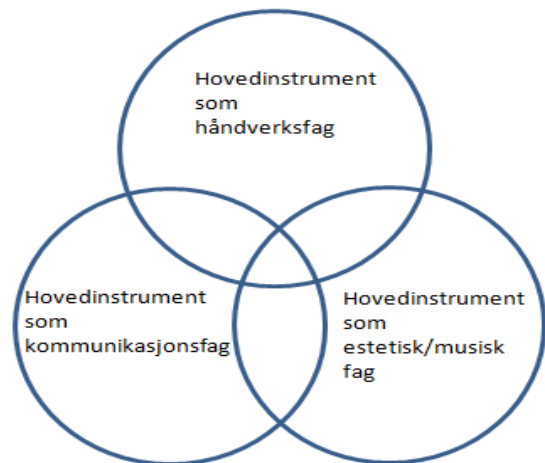 Hovedinstrument
som
håndverksfag
Hovedinstrument
som
kommunikasjonsfag
Hovedinstrument
som
estetisk/musisk
fag